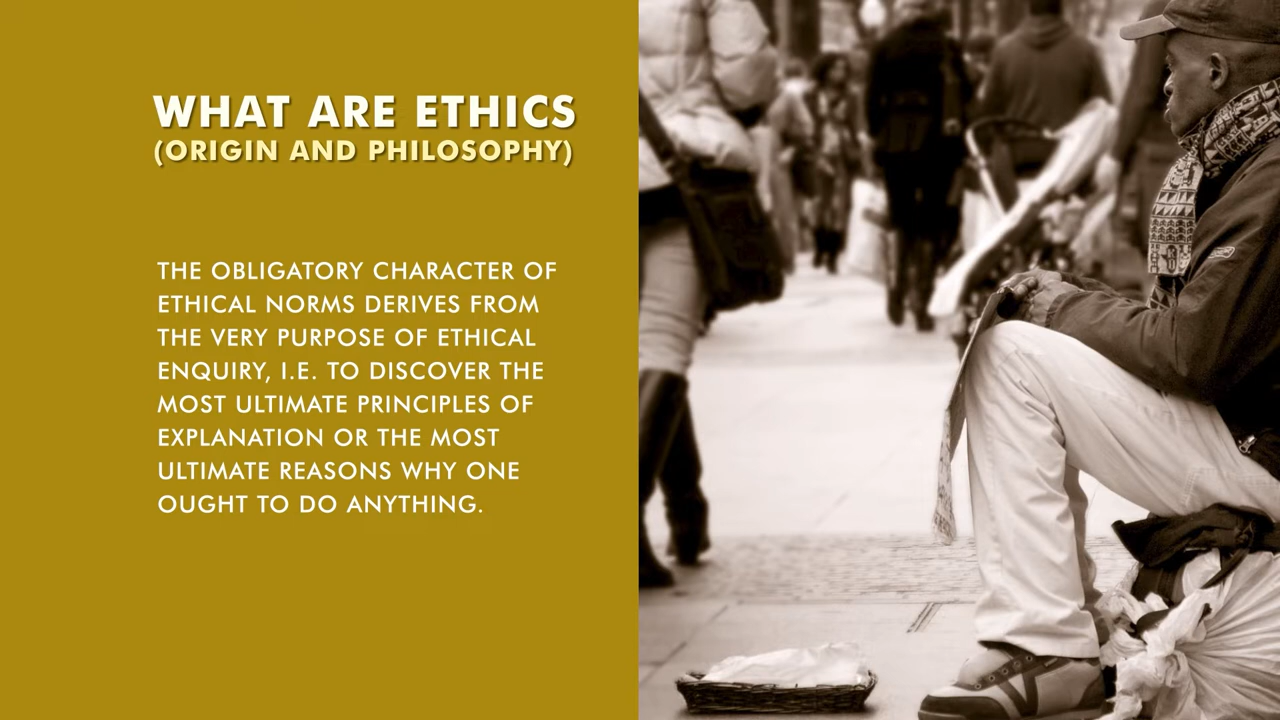 WHAT ARE ETHICS
(ORIGIN AND PHILOSOPHY)
THE OBLIGATORY CHARACTER OF
ETHICAL NORMS DERIVES FROM
THE VERY PURPOSE OF ETHICAL
ENQUIRY, I.E. TO DISCOVER THE
MOST ULTIMATE PRINCIPLES OF
EXPLANATION OR THE MOST
ULTIMATE REASONS WHY ONE
OUGHT TO DO ANYTHING.